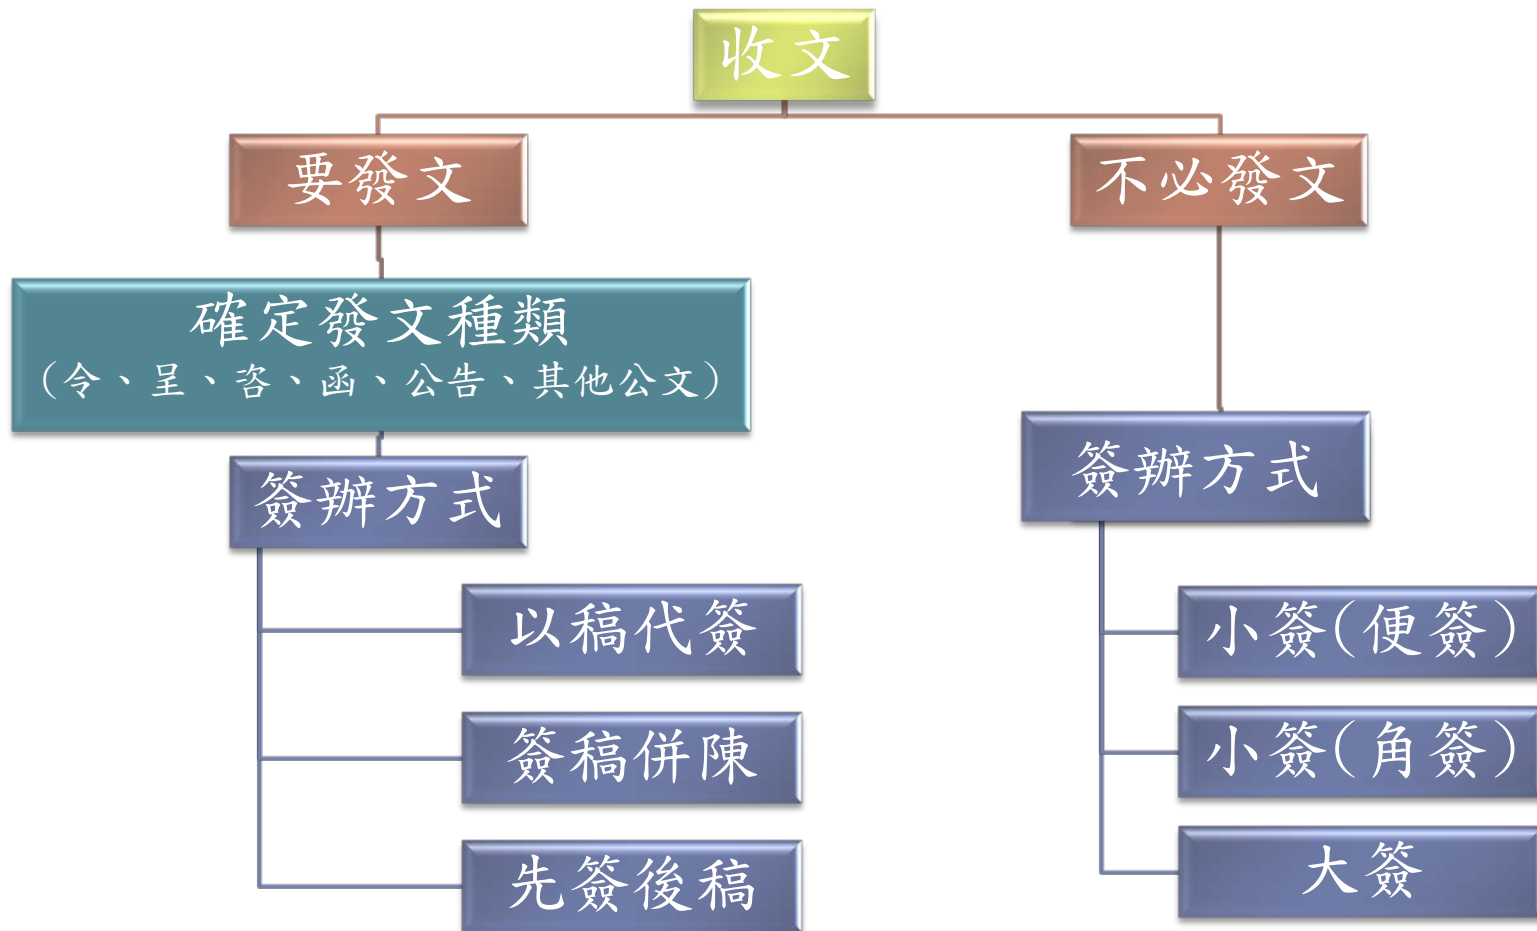 收文
要發文
不必發文
確定發文種類
（令、呈、咨、函、公告、其他公文）
簽辦方式
簽辦方式
以稿代簽
簽稿併陳
先簽後稿
小簽(便簽)
小簽(角簽)
大簽